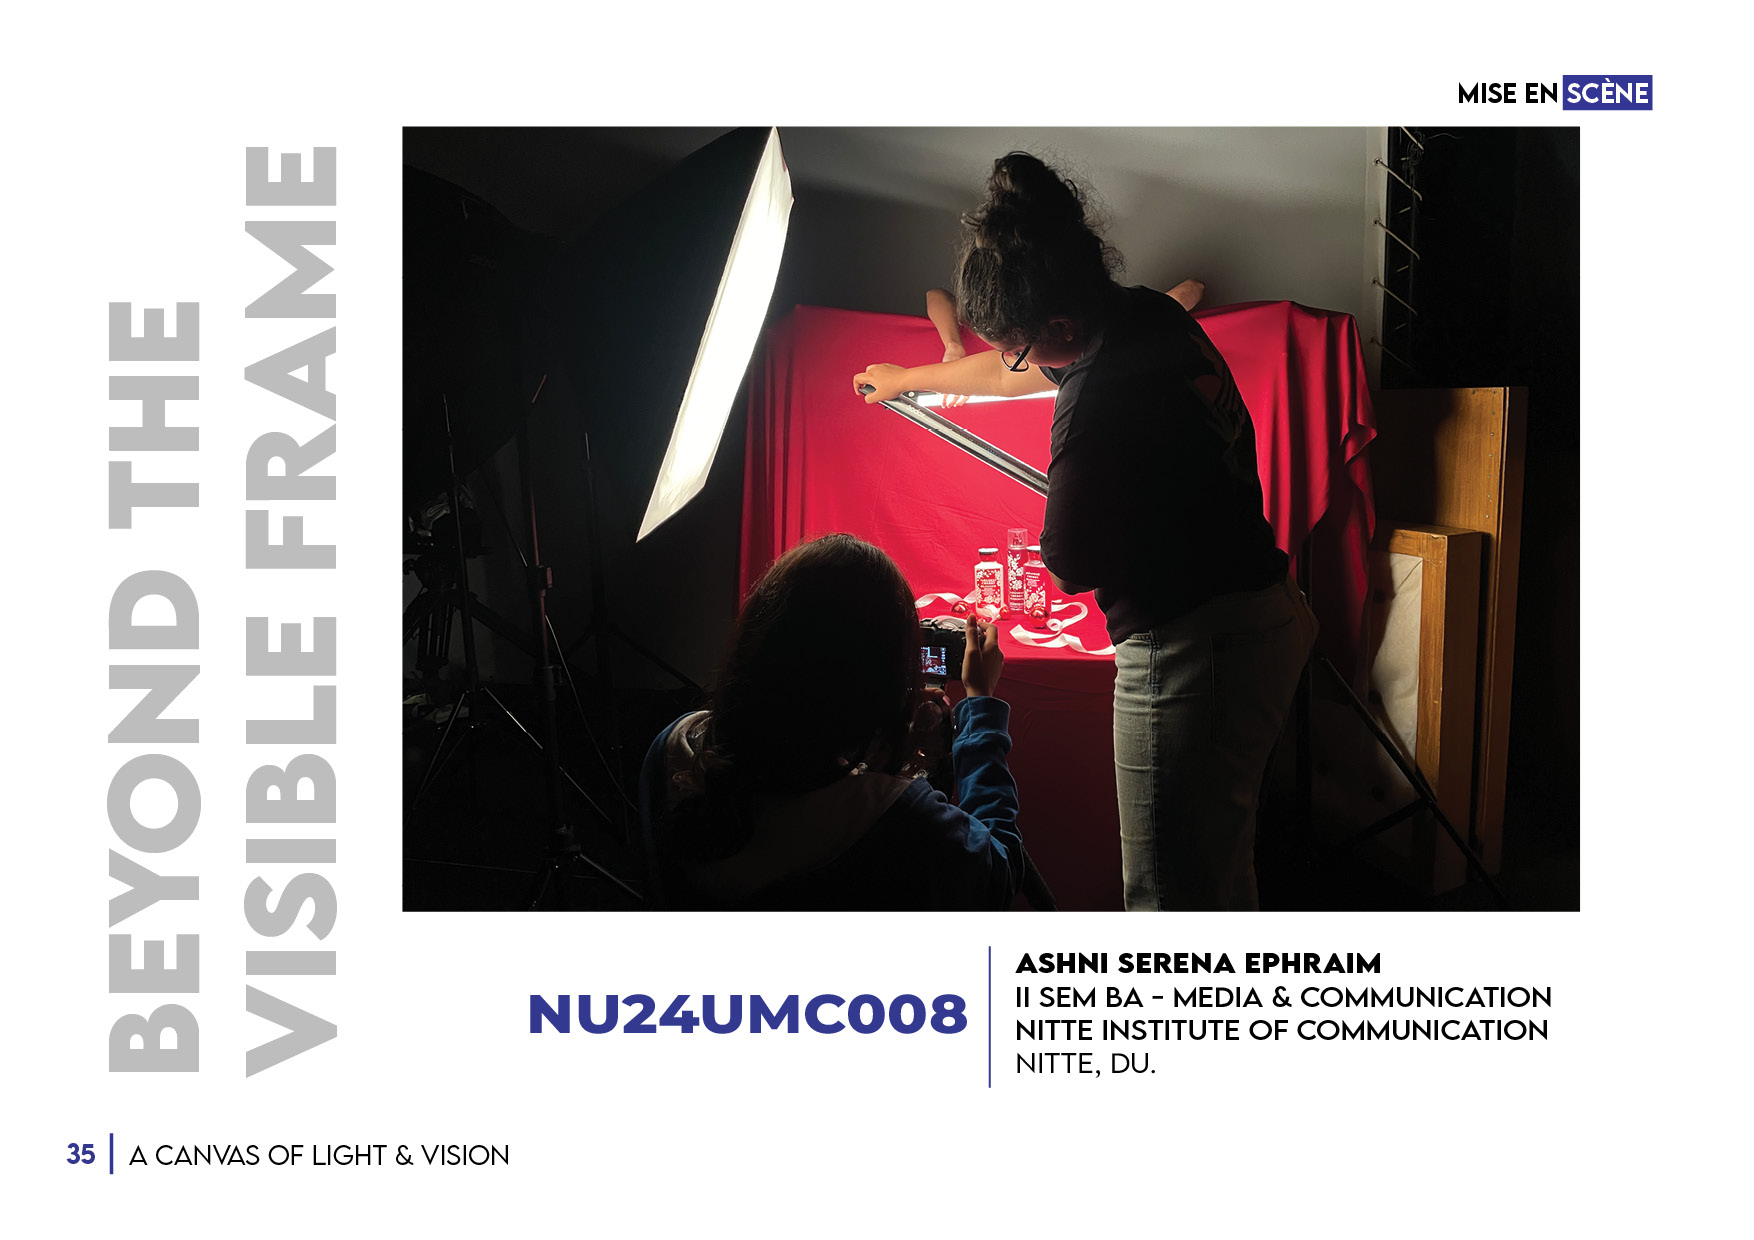 MISE EN SCÈNE
BEYOND THE
VISIBLE FRAME
NU24UMC008
ASHNI SERENA EPHRAIM
II SEM BA - MEDIA & COMMUNICATION
NITTE INSTITUTE OF COMMUNICATION
NITTE, DU.
35
A CANVAS OF LIGHT & VISION